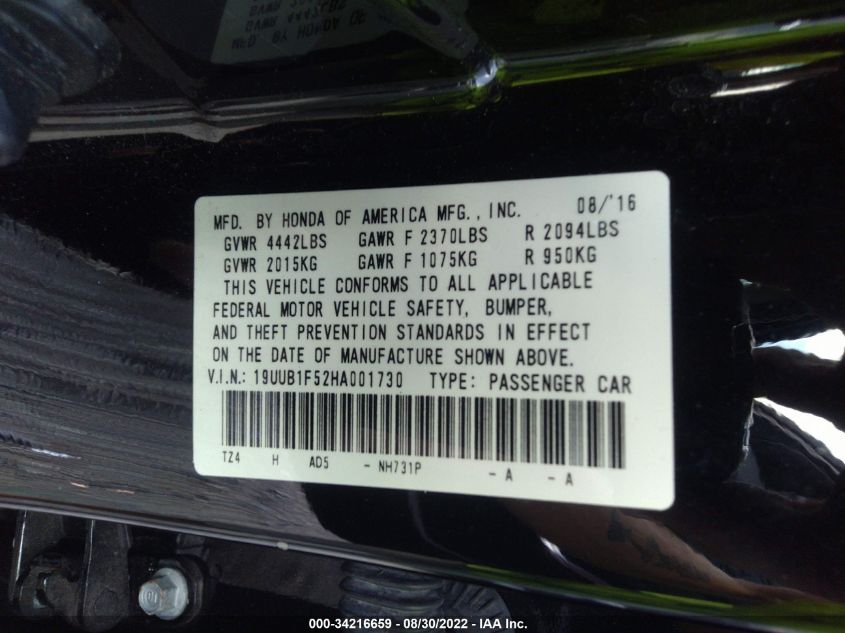 MFD. BY HONDA OF AMERICA MFG., INC. 08/'16
GVWR 4442LBS GAWR F 2370LBS R 2094LBS
GVWR 2015KG GAWR F 1075KG R 950KG
THIS VEHICLE CONFORMS TO ALL APPLICABLE
FEDERAL MOTOR VEHICLE SAFETY, BUMPER,
AND THEFT PREVENTION STANDARDS IN EFFECT
ON THE DATE OF MANUFACTURE SHOWN ABOVE.
V.I.N.: 19UUB1F52HA001730 TYPE: PASSENGER CAR
TZ4 H AD5 - NH731P - A - A
000-34216659 - 08/30/2022 - IAA Inc.